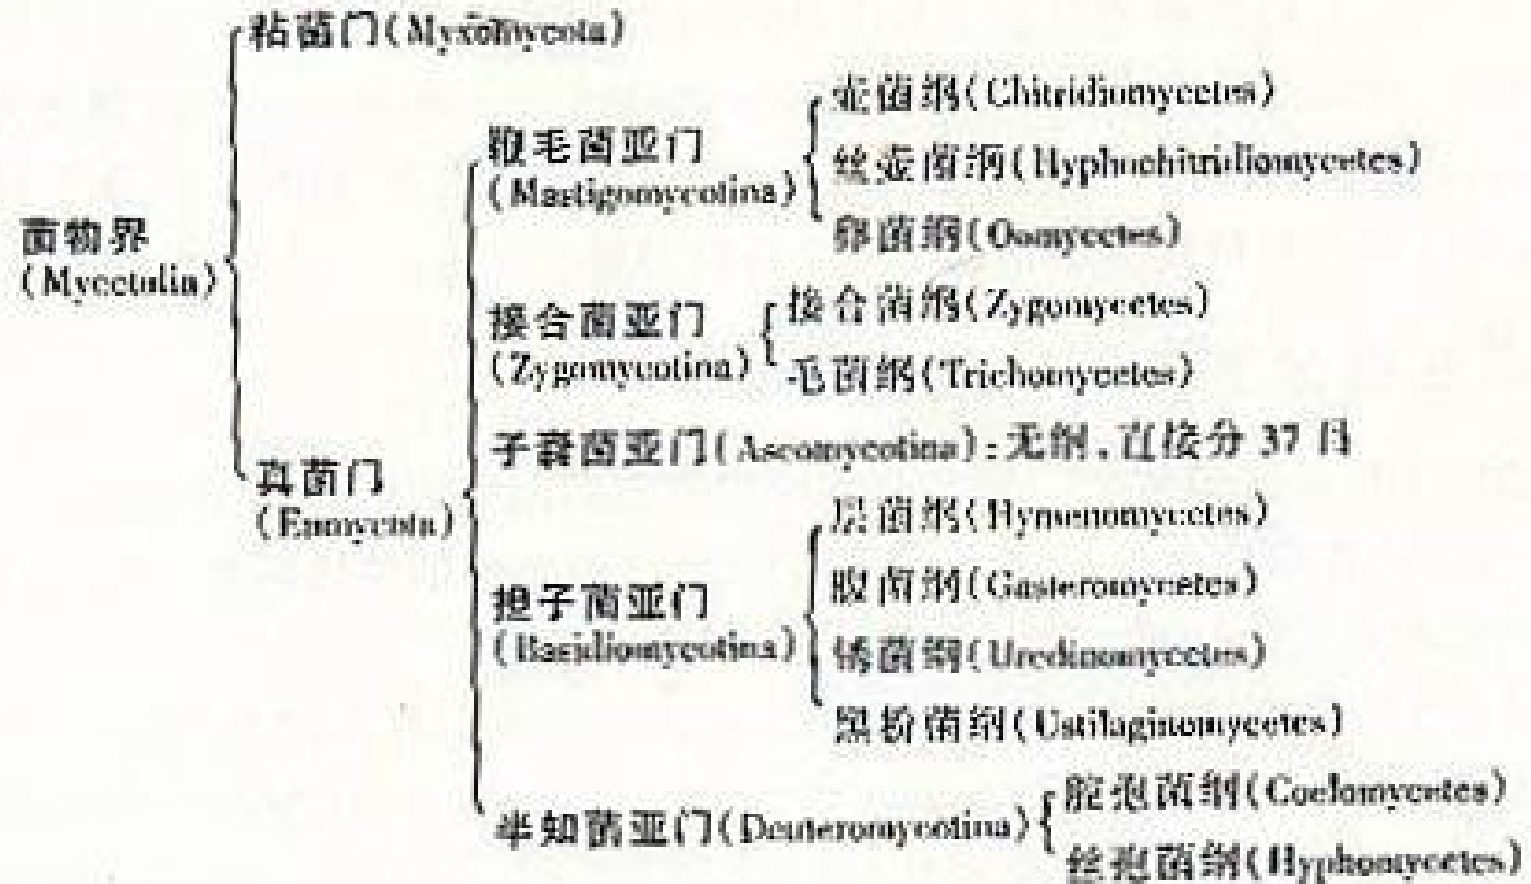 粘菌门(Myxomycota)
壶菌纲(Chitridiomycetes)
鞭毛菌亚门
(Mastigomycotina)
丝壶菌纲(Hyphochitridiomycetes)
卵菌纲(Oomycetes)
菌物界
(Mycetalia)
接合菌亚门
(Zygomycotina)
接合菌纲(Zygomycetes)
毛菌纲(Trichomycetes)
子囊菌亚门(Ascomycotina):无纲,直接分 37 目
真菌门
(Eumycota)
层菌纲(Hymenomycetes)
腹菌纲(Gasteromycetes)
担子菌亚门
(Basidiomycotina)
锈菌纲(Uredinomycetes)
黑粉菌纲(Ustilaginomycetes)
半知菌亚门(Deuteromycotina)
腔孢菌纲(Coelomycetes)
丝孢菌纲(Hyphomycetes)